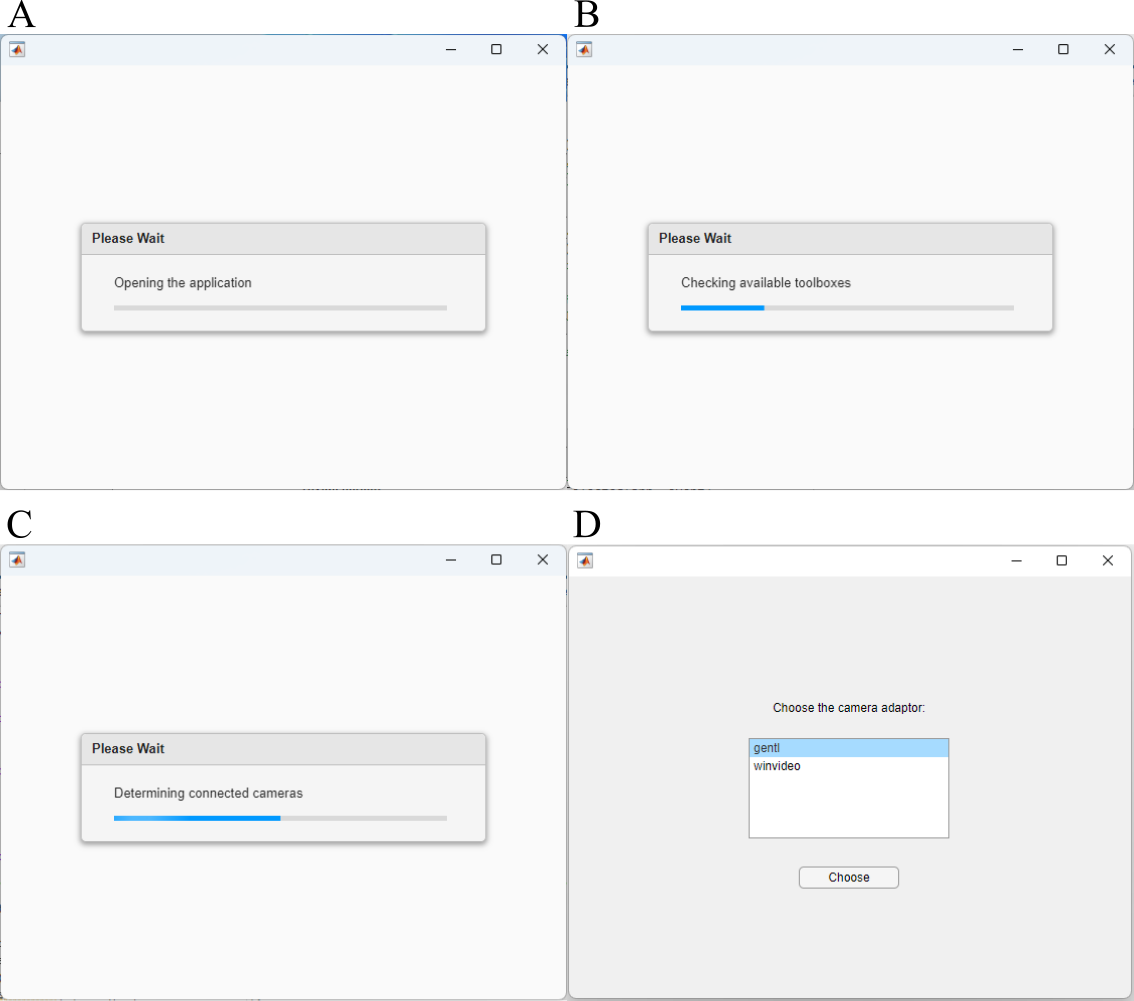 A
B
Please Wait
Opening the application
Please Wait
Checking available toolboxes
C
D
Please Wait
Determining connected cameras
Choose the camera adaptor:
gentl
winvideo
Choose